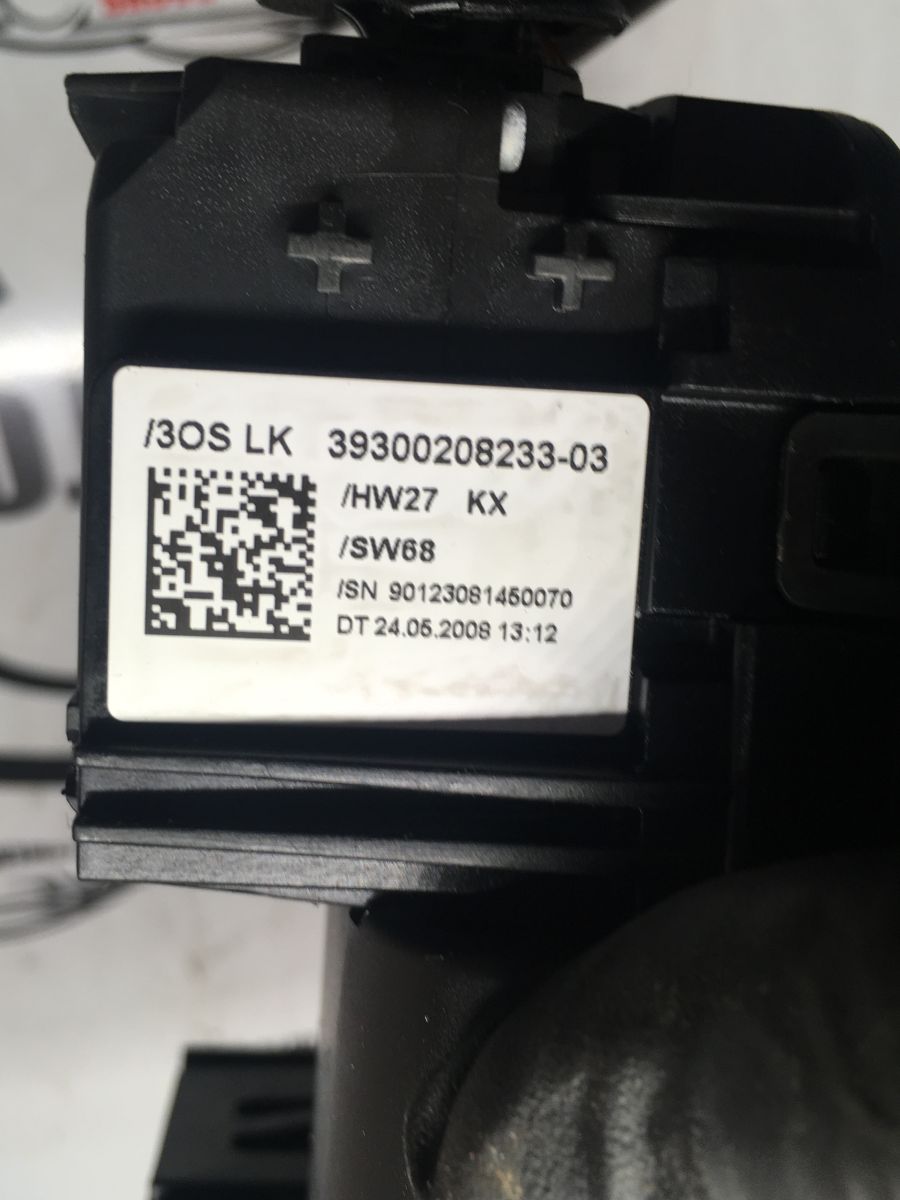 /3OS LK 39300208233-03
/HW27 KX
/SW68
/SN 90123081450070
DT 24.05.2008 13:12